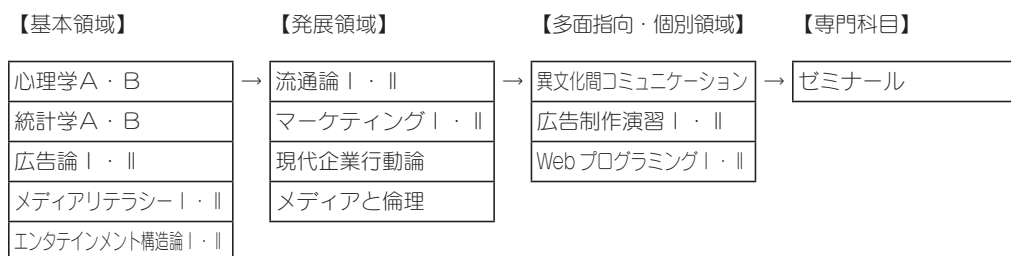 【基本領域】 【発展領域】 【多面指向・個別領域】 【専門科目】
心理学A・B → 流通論Ⅰ・Ⅱ → 異文化間コミュニケーション → ゼミナール
統計学A・B マーケティングⅠ・Ⅱ 広告制作演習Ⅰ・Ⅱ
広告論Ⅰ・Ⅱ 現代企業行動論 Webプログラミングⅰ・Ⅱ
メディアリテラシーⅠ・Ⅱ メディアと倫理
エンタテインメント構造論Ⅰ・Ⅱ